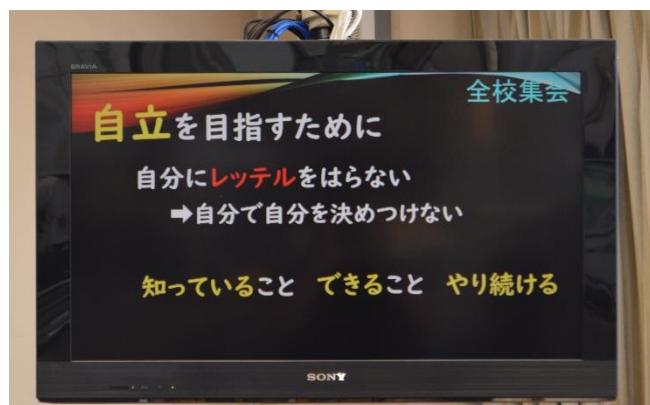 BRAVIA
全校集会
自立を目指すために
自分にレッテルをはらない
➡自分で自分を決めつけない
知っていること できること やり続ける
SONY